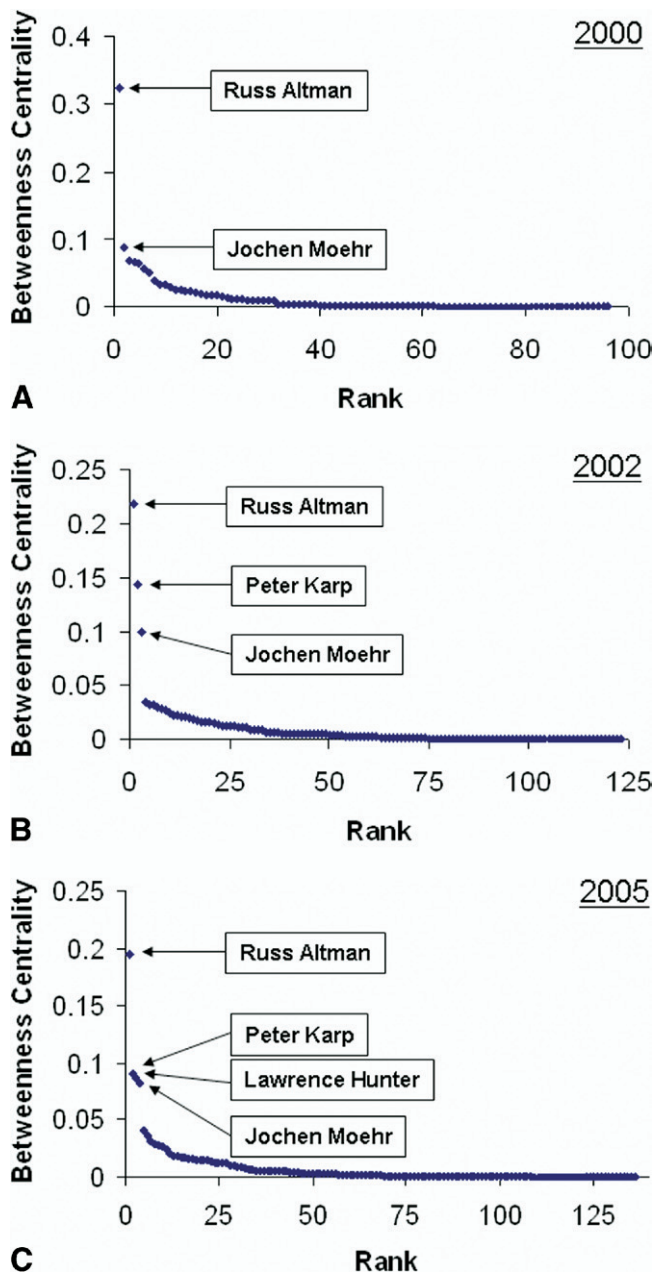 2000
Betweenness Centrality
0.4
0.3
0.2
0.1
0
Russ Altman
Jochen Moehr
0 20 40 60 80 100
Rank
A
2002
Betweenness Centrality
0.25
0.2
0.15
0.1
0.05
0
Russ Altman
Peter Karp
Jochen Moehr
0 25 50 75 100 125
Rank
B
2005
Betweenness Centrality
0.25
0.2
0.15
0.1
0.05
0
Russ Altman
Peter Karp
Lawrence Hunter
Jochen Moehr
0 25 50 75 100 125
Rank
C